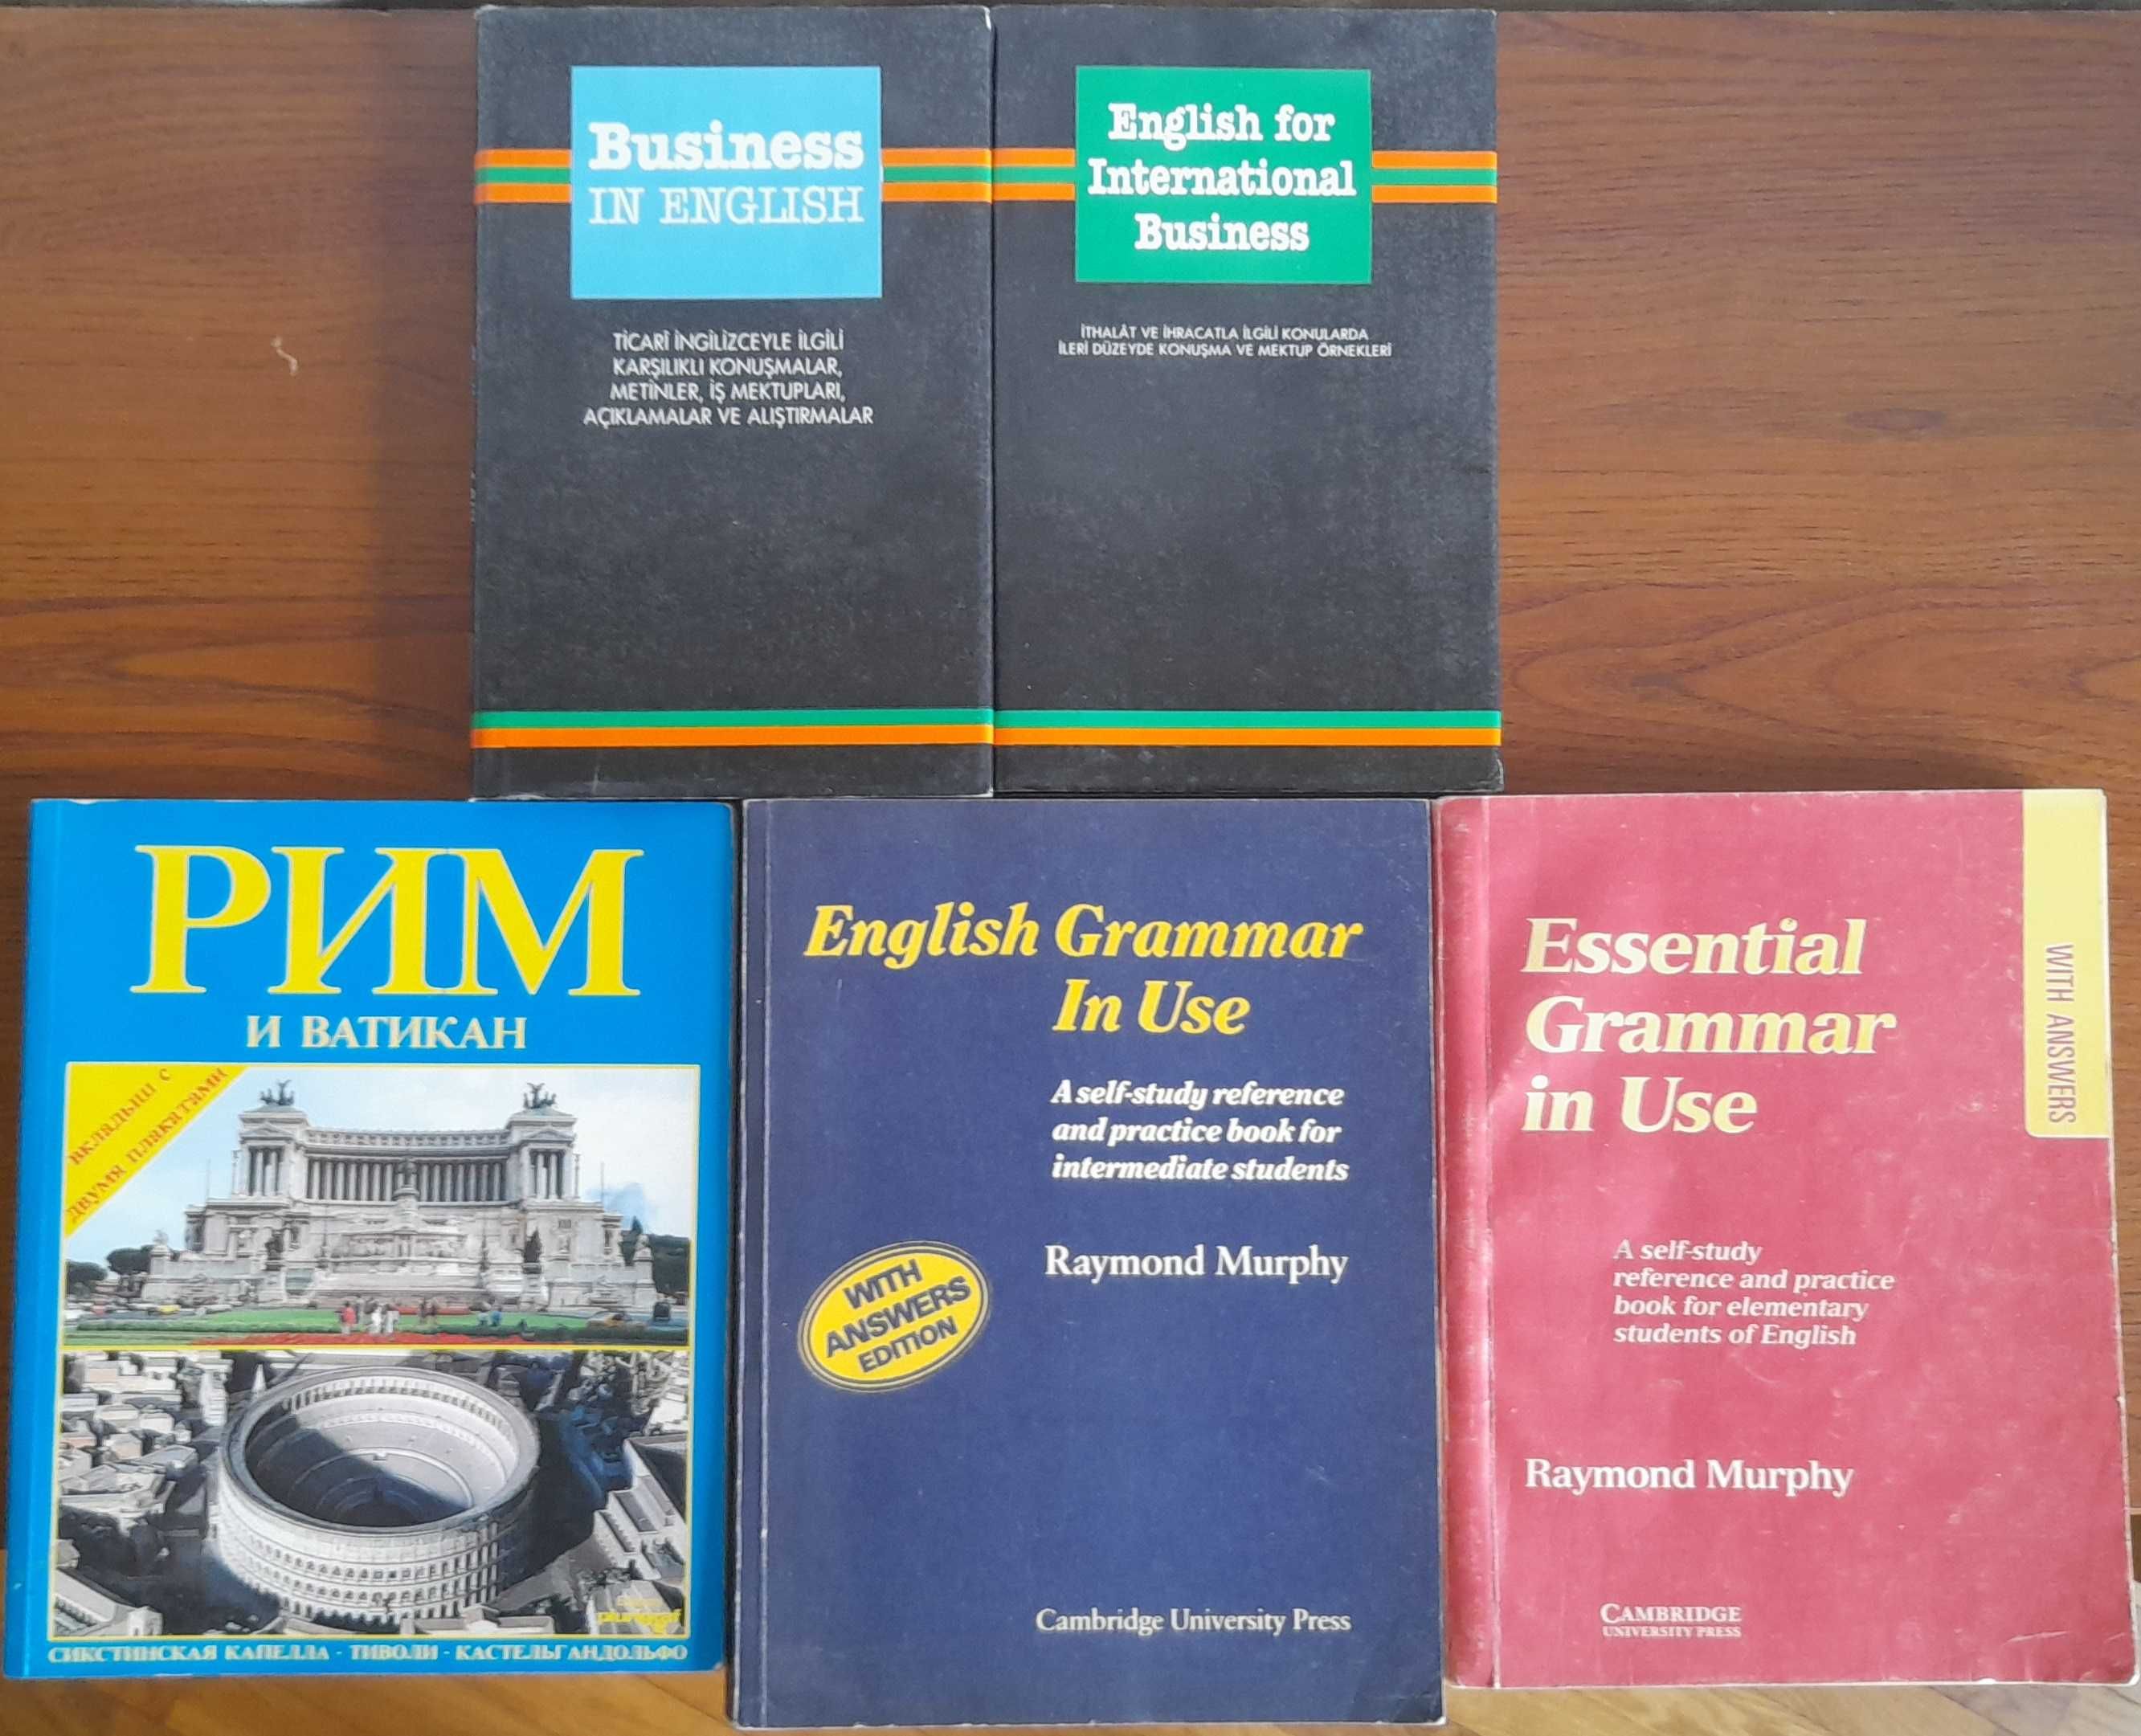 Business
IN ENGLISH
TİCARİ İNGİLİZCEYLE İLGİLİ
KARŞILIKLI KONUŞMALAR,
METİNLER, İŞ MEKTUPLARI,
AÇIKLAMALAR VE ALIŞTIRMALAR
English for
International
Business
İTHALÂT VE İHRACATLA İLGİLİ KONULARDA
İLERİ DÜZEYDE KONUŞMA VE MEKTUP ÖRNEKLERİ
РИМ
И ВАТИКАН
ВКЛАДЫШ С
ДВУМЯ ПЛАКАТАМИ
plurigraf
СИКСТИНСКАЯ КАПЕЛЛА - ТИВОЛИ - КАСТЕЛЬГАНДОЛЬФО
English Grammar
In Use
A self-study reference
and practice book for
intermediate students
Raymond Murphy
WITH
ANSWERS
EDITION
Cambridge University Press
Essential
Grammar
in Use
WITH ANSWERS
A self-study
reference and practice
book for elementary
students of English
Raymond Murphy
CAMBRIDGE
UNIVERSITY PRESS